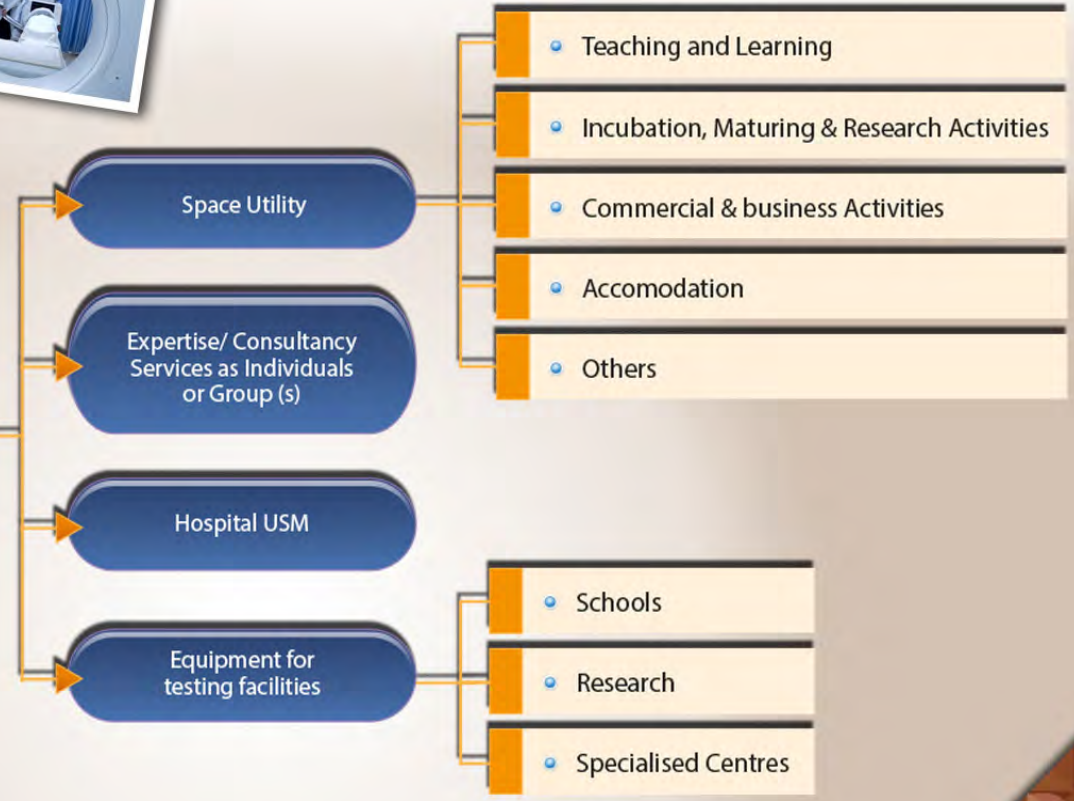 Space Utility
Teaching and Learning
Incubation, Maturing & Research Activities
Commercial & business Activities
Accomodation
Others
Expertise/ Consultancy
Services as Individuals
or Group (s)
Hospital USM
Equipment for
testing facilities
Schools
Research
Specialised Centres